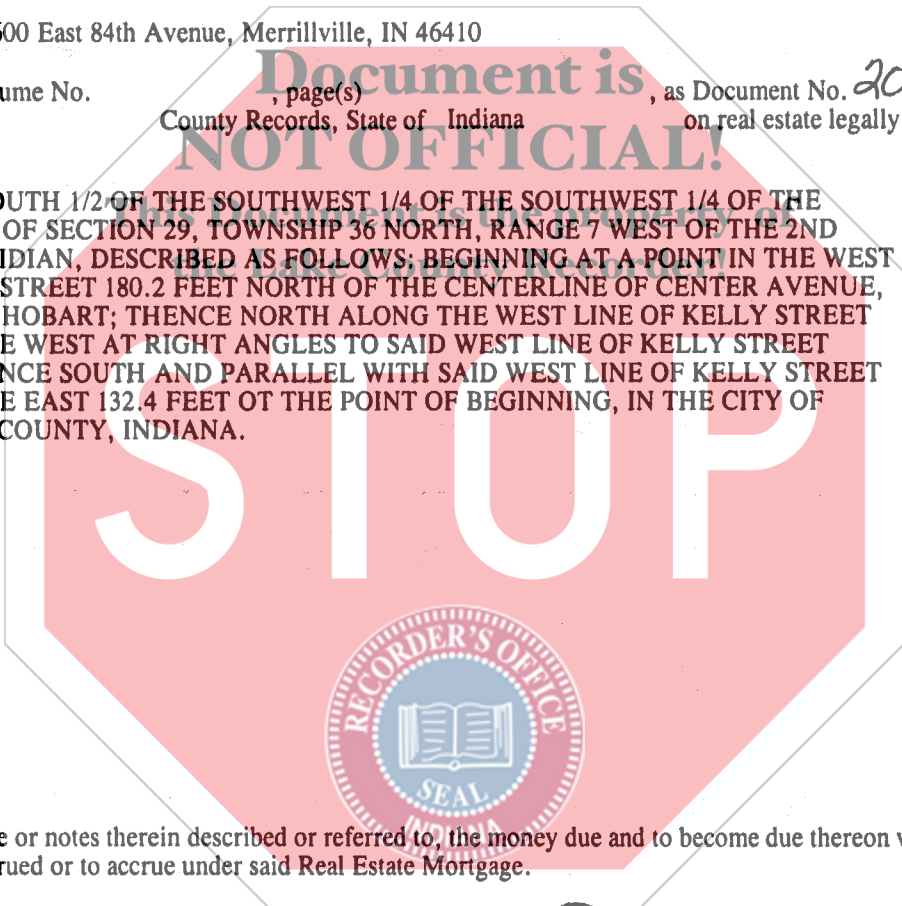 00 East 84th Avenue, Merrillville, IN 46410
Document is
ume No. , page(s) , as Document No. 20
County Records, State of Indiana on real estate legally
NOT OFFICIAL!
UTH 1/2 OF THE SOUTHWEST 1/4 OF THE SOUTHWEST 1/4 OF THE
This Document is the property of
OF SECTION 29, TOWNSHIP 36 NORTH, RANGE 7 WEST OF THE 2ND
IDIAN, DESCRIBED AS FOLLOWS; BEGINNING AT A POINT IN THE WEST
the Lake County Recorder!
STREET 180.2 FEET NORTH OF THE CENTERLINE OF CENTER AVENUE,
HOBART; THENCE NORTH ALONG THE WEST LINE OF KELLY STREET
E WEST AT RIGHT ANGLES TO SAID WEST LINE OF KELLY STREET
NCE SOUTH AND PARALLEL WITH SAID WEST LINE OF KELLY STREET
E EAST 132.4 FEET OT THE POINT OF BEGINNING, IN THE CITY OF
COUNTY, INDIANA.
STOP
RECORDER'S OFFICE
SEAL
INDIANA
e or notes therein described or referred to, the money due and to become due thereon
rued or to accrue under said Real Estate Mortgage.